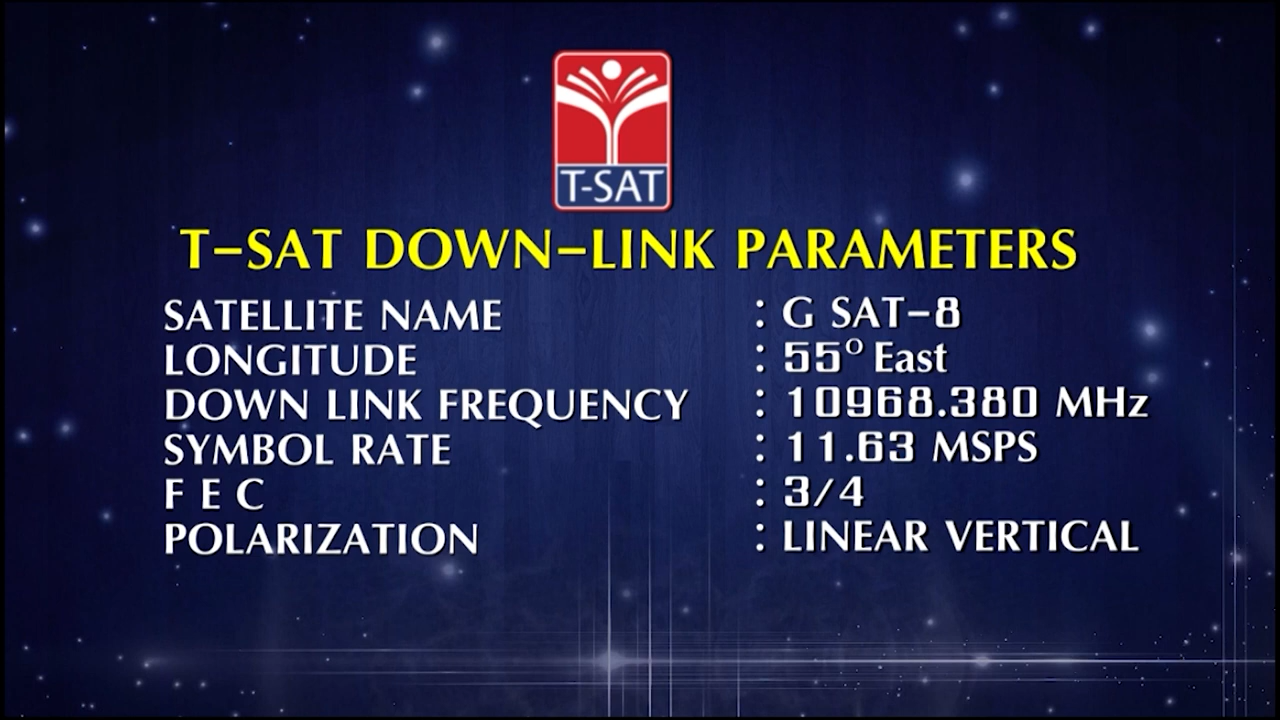 T-SAT
T-SAT DOWN-LINK PARAMETERS
SATELLITE NAME : G SAT-8
LONGITUDE : 55° East
DOWN LINK FREQUENCY : 10968.380 MHz
SYMBOL RATE : 11.63 MSPS
F E C : 3/4
POLARIZATION : LINEAR VERTICAL